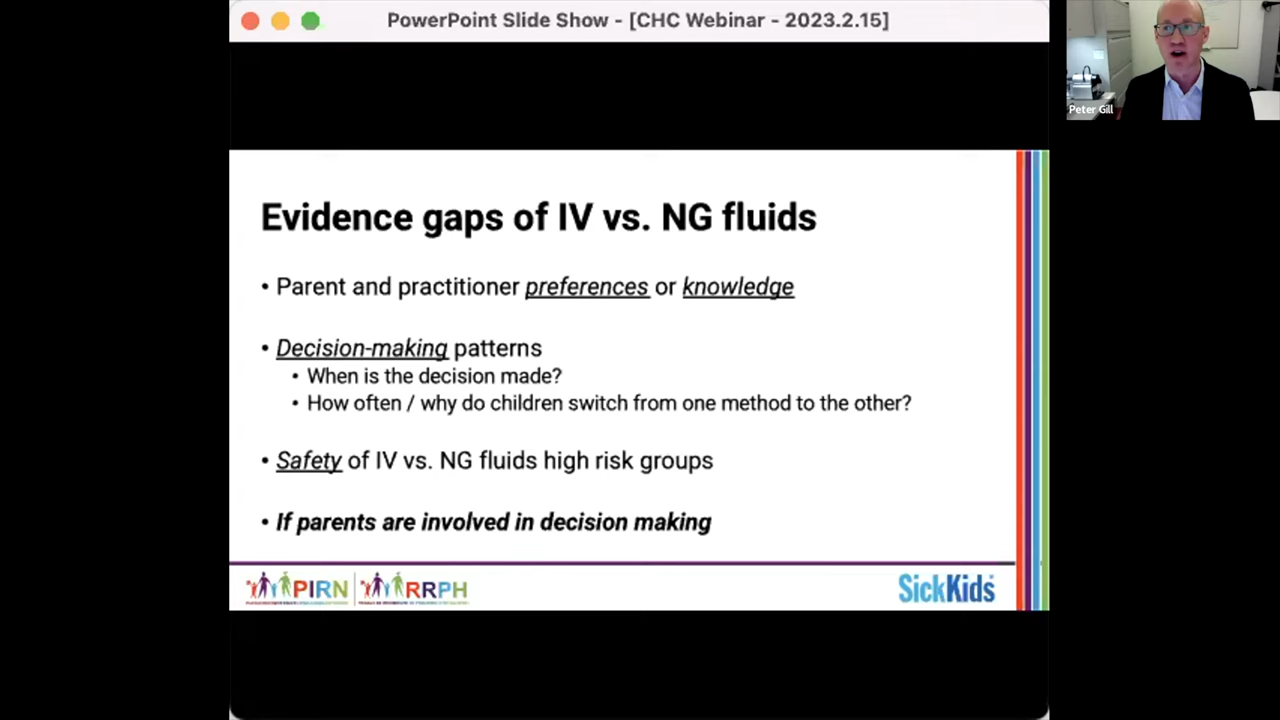 PowerPoint Slide Show - [CHC Webinar - 2023.2.15]
Peter Gill
Evidence gaps of IV vs. NG fluids
• Parent and practitioner preferences or knowledge
• Decision-making patterns
• When is the decision made?
• How often / why do children switch from one method to the other?
• Safety of IV vs. NG fluids high risk groups
• If parents are involved in decision making
PIRN
RRPH
SickKids